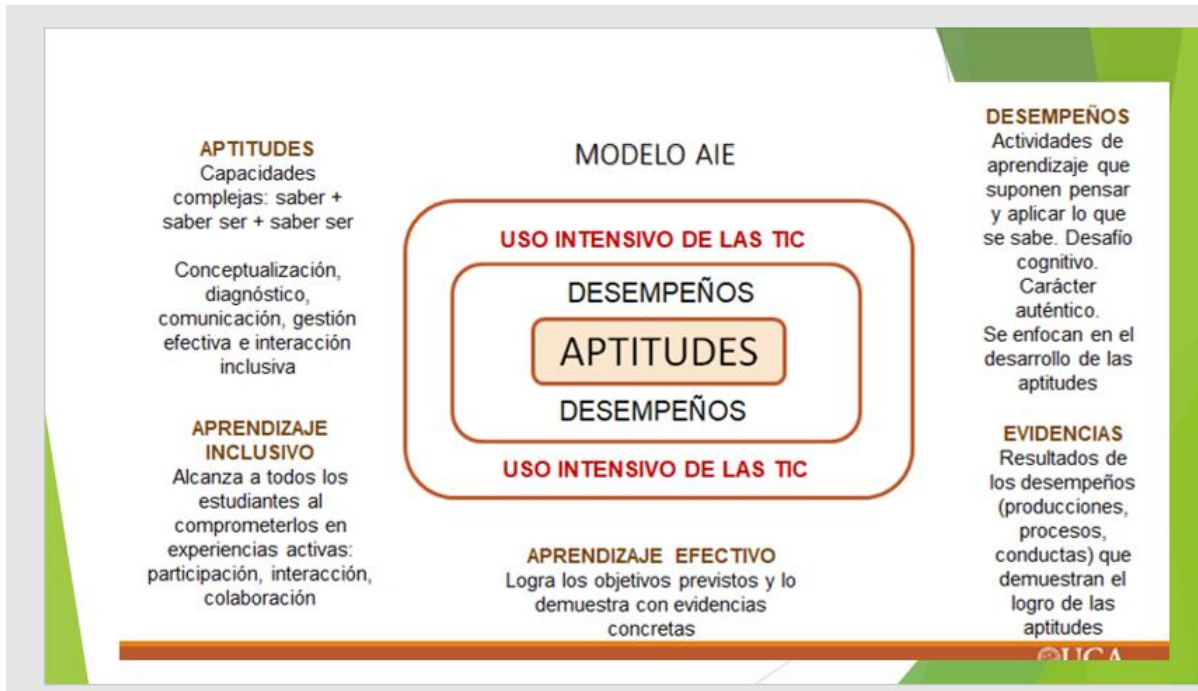 APTITUDES
Capacidades
complejas: saber +
saber ser + saber ser
Conceptualización,
diagnóstico,
comunicación, gestión
efectiva e interacción
inclusiva
APRENDIZAJE
INCLUSIVO
Alcanza a todos los
estudiantes al
comprometerlos en
experiencias activas:
participación, interacción,
colaboración
MODELO AIE
USO INTENSIVO DE LAS TIC
DESEMPEÑOS
APTITUDES
DESEMPEÑOS
USO INTENSIVO DE LAS TIC
APRENDIZAJE EFECTIVO
Logra los objetivos previstos y lo
demuestra con evidencias
concretas
DESEMPEÑOS
Actividades de
aprendizaje que
suponen pensar
y aplicar lo que
se sabe. Desafío
cognitivo.
Carácter
auténtico.
Se enfocan en el
desarrollo de las
aptitudes
EVIDENCIAS
Resultados de
los desempeños
(producciones,
procesos,
conductas) que
demuestran el
logro de las
aptitudes
UCA